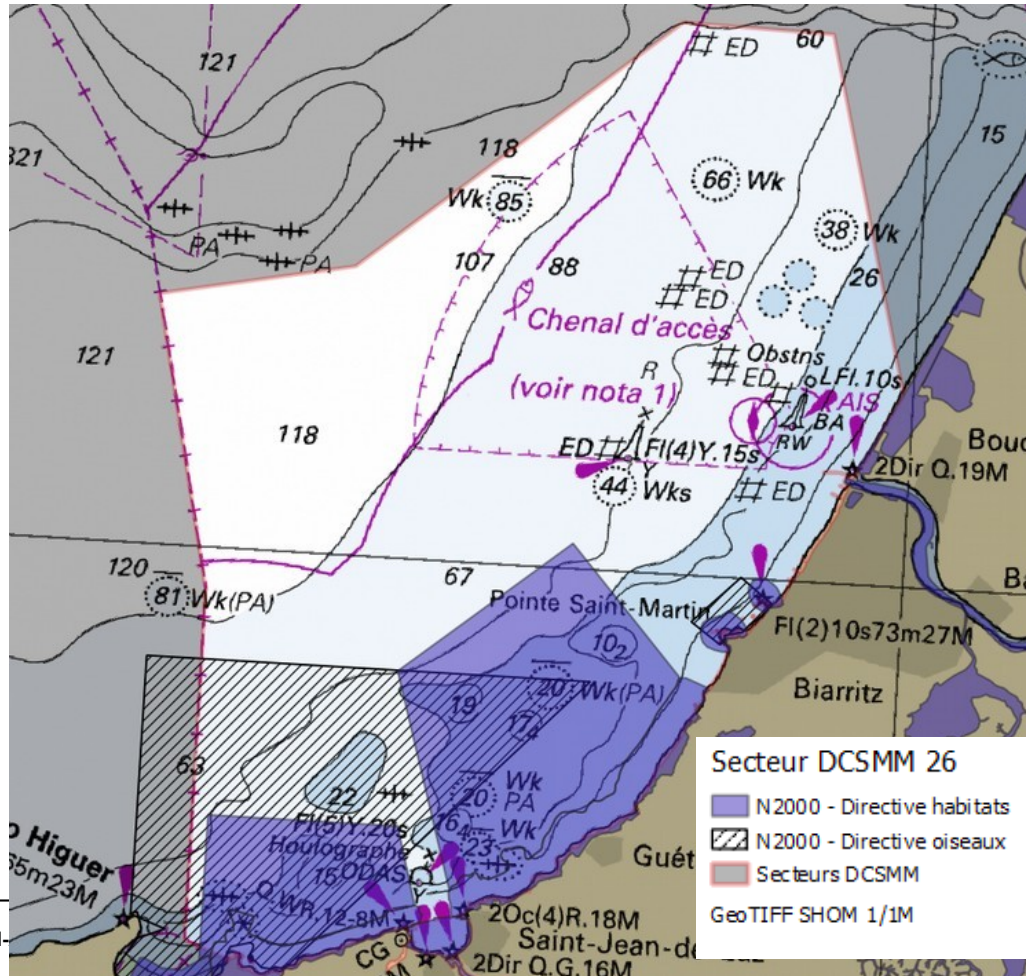 60
ED
121
15
321
118
66 Wk
Wk 85
38 Wk
PA
PA
107
88
ED
26
ED
Chenal d'accès
121
Obstns
R
ED
LFl.10s
(voir nota 1)
AIS
BA
118
RW
Bouc
ED
Fl(4)Y.15s
Y
2Dir Q.19M
44 Wks
ED
120
67
Ba
81 Wk(PA)
Pointe Saint-Martin
Fl(2)10s73m27M
10₂
20 Wk(PA)
Biarritz
19
17₄
63
Secteur DCSMM 26
Wk
N2000 - Directive habitats
22
20 PA
Fl(5)Y.20s
16₄
Wk
N2000 - Directive oiseaux
o Higuer
Houlographe
23
Guét
65m23M
15
ODAS
Secteurs DCSMM
Q.WR.12-8M
2Oc(4)R.18M
GeoTIFF SHOM 1/1M
CG
Saint-Jean-de
2Dir Q.G.16M